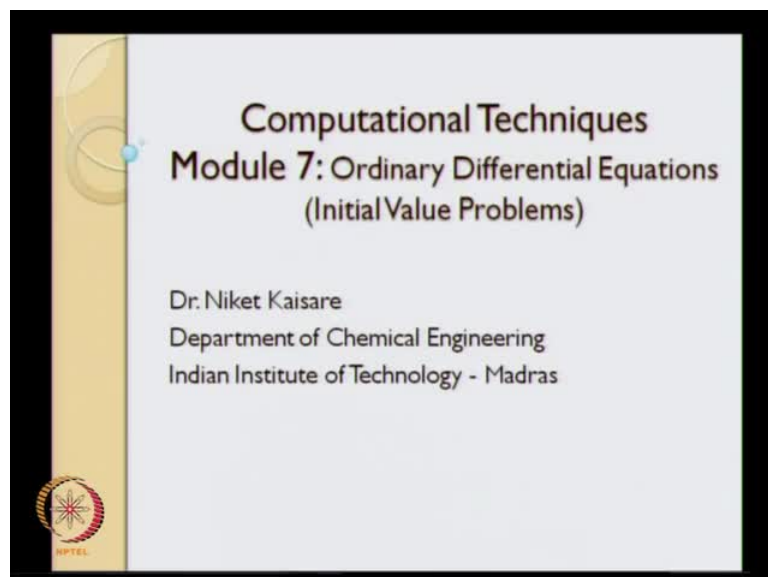 Computational Techniques
Module 7: Ordinary Differential Equations
(Initial Value Problems)
Dr. Niket Kaisare
Department of Chemical Engineering
Indian Institute of Technology - Madras
NPTEL